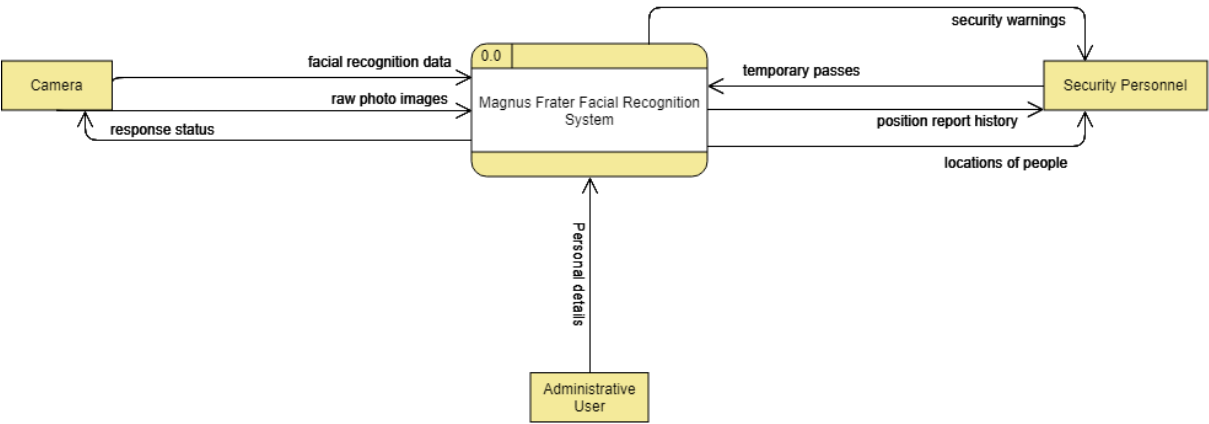 security warnings
0.0
facial recognition data
temporary passes
Camera
Security Personnel
raw photo images
Magnus Frater Facial Recognition
System
position report history
response status
locations of people
Personal details
Administrative
User